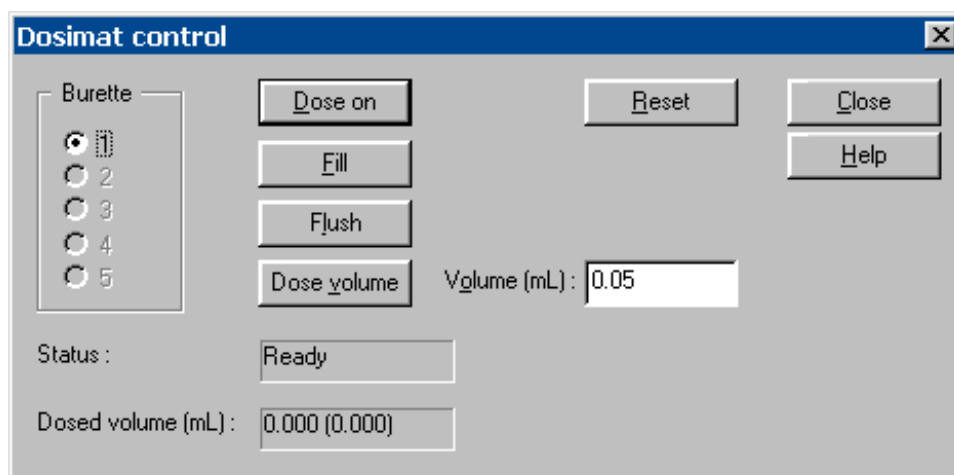 Dosimat control
Burette
1
2
3
4
5
Dose on
Fill
Flush
Dose volume
Volume (mL) : 0.05
Reset
Close
Help
Status : Ready
Dosed volume (mL) : 0.000 (0.000)